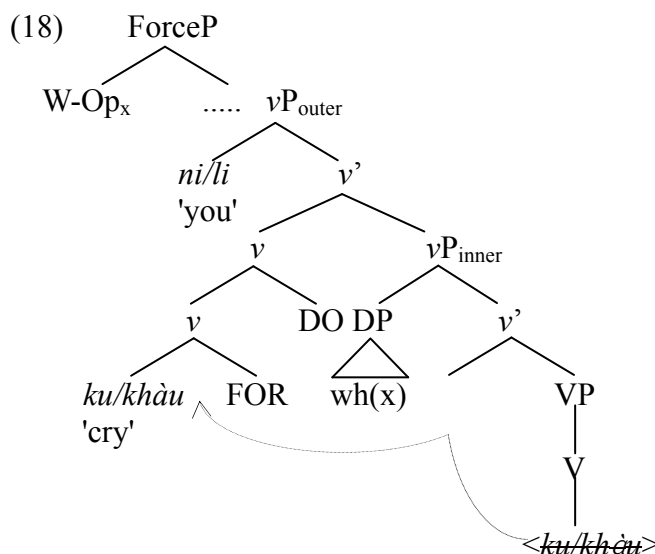 (18) ForceP
W-Opx ..... vPouter
ni/li v’
'you'
v vPinner
v DO DP v’
ku/khàu FOR wh(x) VP
'cry'
V
<ku/khàu>